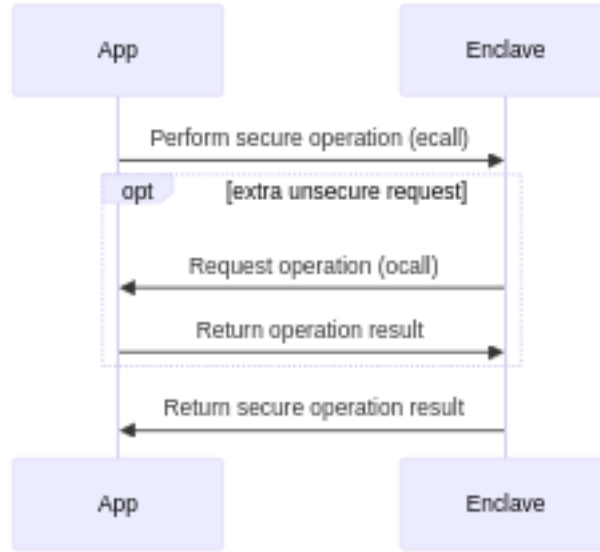 App
Enclave
Perform secure operation (ecall)
opt
[extra unsecure request]
Request operation (ocall)
Return operation result
Return secure operation result
App
Enclave